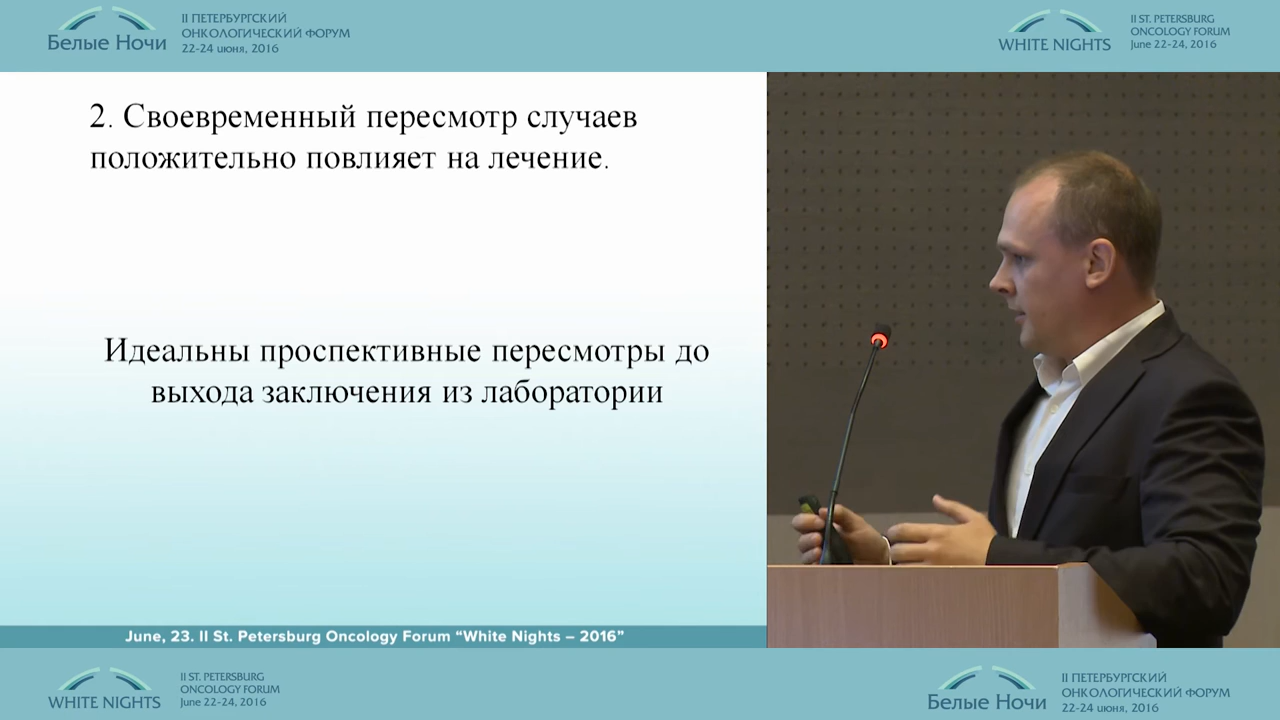 Белые Ночи
II ПЕТЕРБУРГСКИЙ
ОНКОЛОГИЧЕСКИЙ ФОРУМ
22-24 июня, 2016
WHITE NIGHTS
II ST. PETERSBURG
ONCOLOGY FORUM
June 22-24, 2016
2. Своевременный пересмотр случаев
положительно повлияет на лечение.
Идеальны проспективные пересмотры до
выхода заключения из лаборатории
June, 23. II St. Petersburg Oncology Forum “White Nights – 2016”
WHITE NIGHTS
II ST. PETERSBURG
ONCOLOGY FORUM
June 22-24, 2016
Белые Ночи
II ПЕТЕРБУРГСКИЙ
ОНКОЛОГИЧЕСКИЙ ФОРУМ
22-24 июня, 2016